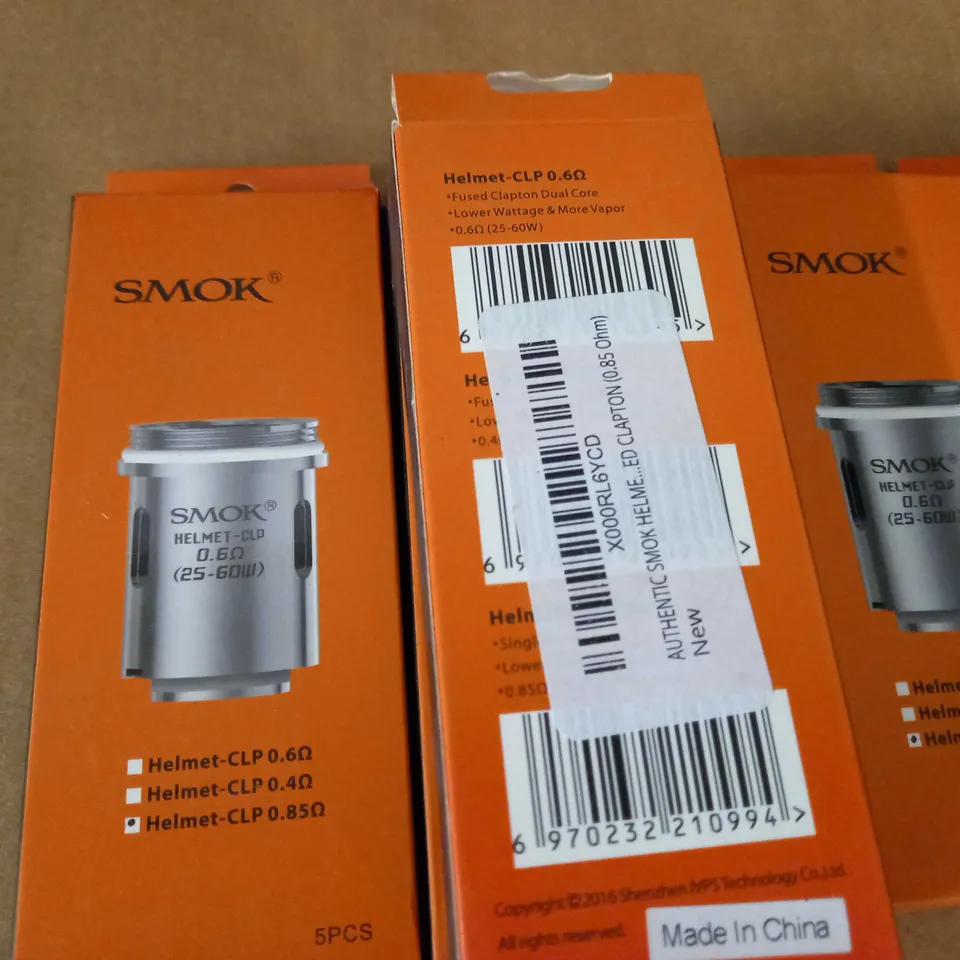 SMOK®
SMOK®
HELMET-CLP
0.6Ω
(25-60W)
Helmet-CLP 0.6Ω
Helmet-CLP 0.4Ω
Helmet-CLP 0.85Ω
5PCS
Helmet-CLP 0.6Ω
•Fused Clapton Dual Core
•Lower Wattage & More Vapor
•0.6Ω (25-60W)
X000RL6YCD
AUTHENTIC SMOK HELME...ED CLAPTON (0.85 Ohm)
New
6 970232 210994 >
Copyright ©2016 Shenzhen IVPS Technology Co.,Ltd.
All rights reserved.
Made In China
SMOK®
SMOK®
HELMET-CLP
0.6Ω
(25-60W)